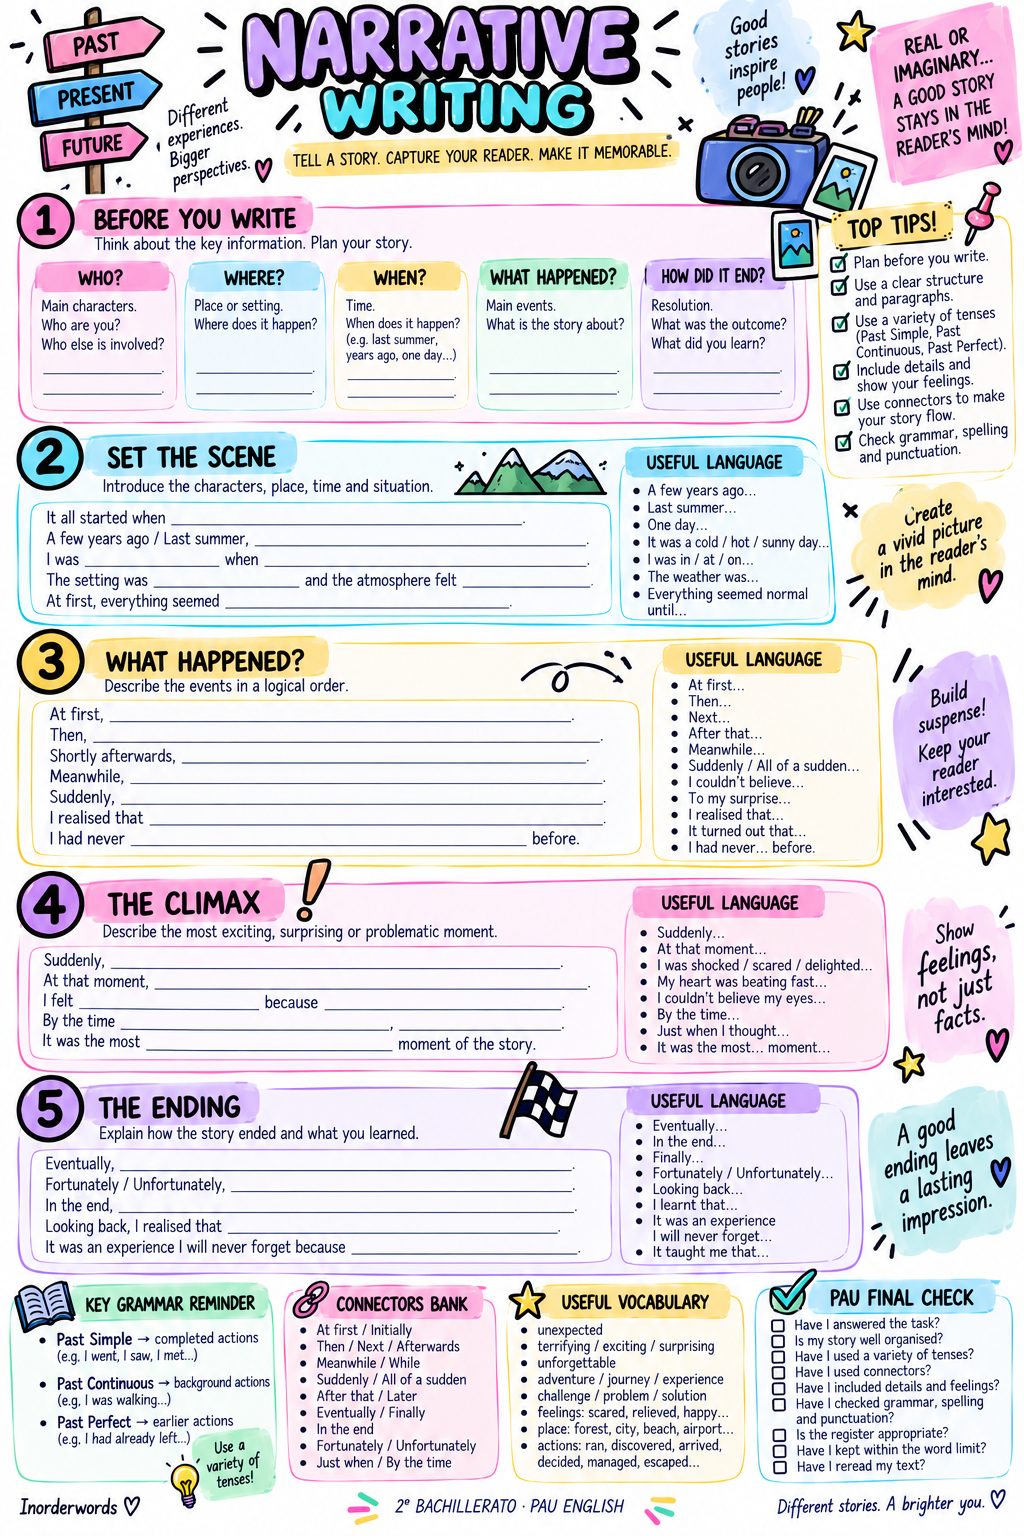 PAST
PRESENT
FUTURE
Different
experiences.
Bigger
perspectives.
NARRATIVE
WRITING
TELL A STORY. CAPTURE YOUR READER. MAKE IT MEMORABLE.
Good
stories
inspire
people!
REAL OR
IMAGINARY...
A GOOD STORY
STAYS IN THE
READER'S MIND!
1 BEFORE YOU WRITE
Think about the key information. Plan your story.
WHO?
Main characters.
Who are you?
Who else is involved?
WHERE?
Place or setting.
Where does it happen?
WHEN?
Time.
When does it happen?
(e.g. last summer,
years ago, one day...)
WHAT HAPPENED?
Main events.
What is the story about?
HOW DID IT END?
Resolution.
What was the outcome?
What did you learn?
TOP TIPS!
Plan before you write.
Use a clear structure
and paragraphs.
Use a variety of tenses
(Past Simple, Past
Continuous, Past Perfect).
Include details and
show your feelings.
Use connectors to make
your story flow.
Check grammar, spelling
and punctuation.
2 SET THE SCENE
Introduce the characters, place, time and situation.
It all started when ____.
A few years ago / Last summer, ____.
I was ____ when ____.
The setting was ____ and the atmosphere felt ____.
At first, everything seemed ____.
USEFUL LANGUAGE
• A few years ago...
• Last summer...
• One day...
• It was a cold / hot / sunny day...
• I was in / at / on...
• The weather was...
• Everything seemed normal
until...
Create
a vivid picture
in the reader's
mind.
3 WHAT HAPPENED?
Describe the events in a logical order.
At first, ____.
Then, ____.
Shortly afterwards, ____.
Meanwhile, ____.
Suddenly, ____.
I realised that ____.
I had never ____ before.
USEFUL LANGUAGE
• At first...
• Then...
• Next...
• After that...
• Meanwhile...
• Suddenly / All of a sudden...
• I couldn't believe...
• To my surprise...
• I realised that...
• It turned out that...
• I had never... before.
Build
suspense!
Keep your
reader
interested.
4 THE CLIMAX
Describe the most exciting, surprising or problematic moment.
Suddenly, ____.
At that moment, ____.
I felt ____ because ____.
By the time ____, ____.
It was the most ____ moment of the story.
USEFUL LANGUAGE
• Suddenly...
• At that moment...
• I was shocked / scared / delighted...
• My heart was beating fast...
• I couldn't believe my eyes...
• By the time...
• Just when I thought...
• It was the most... moment...
Show
feelings,
not just
facts.
5 THE ENDING
Explain how the story ended and what you learned.
Eventually, ____.
Fortunately / Unfortunately, ____.
In the end, ____.
Looking back, I realised that ____.
It was an experience I will never forget because ____.
USEFUL LANGUAGE
• Eventually...
• In the end...
• Finally...
• Fortunately / Unfortunately...
• Looking back...
• I learnt that...
• It was an experience
I will never forget...
• It taught me that...
A good
ending leaves
a lasting
impression.
KEY GRAMMAR REMINDER
• Past Simple → completed actions
(e.g. I went, I saw, I met...)
• Past Continuous → background actions
(e.g. I was walking...)
• Past Perfect → earlier actions
(e.g. I had already left...)
Use a
variety of
tenses!
CONNECTORS BANK
• At first / Initially
• Then / Next / Afterwards
• Meanwhile / While
• Suddenly / All of a sudden
• After that / Later
• Eventually / Finally
• In the end
• Fortunately / Unfortunately
• Just when / By the time
USEFUL VOCABULARY
• unexpected
• terrifying / exciting / surprising
• unforgettable
• adventure / journey / experience
• challenge / problem / solution
• feelings: scared, relieved, happy...
• place: forest, city, beach, airport...
• actions: ran, discovered, arrived,
decided, managed, escaped...
PAU FINAL CHECK
Have I answered the task?
Is my story well organised?
Have I used a variety of tenses?
Have I used connectors?
Have I included details and feelings?
Have I checked grammar, spelling
and punctuation?
Is the register appropriate?
Have I kept within the word limit?
Have I reread my text?
Inorderwords
2º BACHILLERATO · PAU ENGLISH
Different stories. A brighter you.